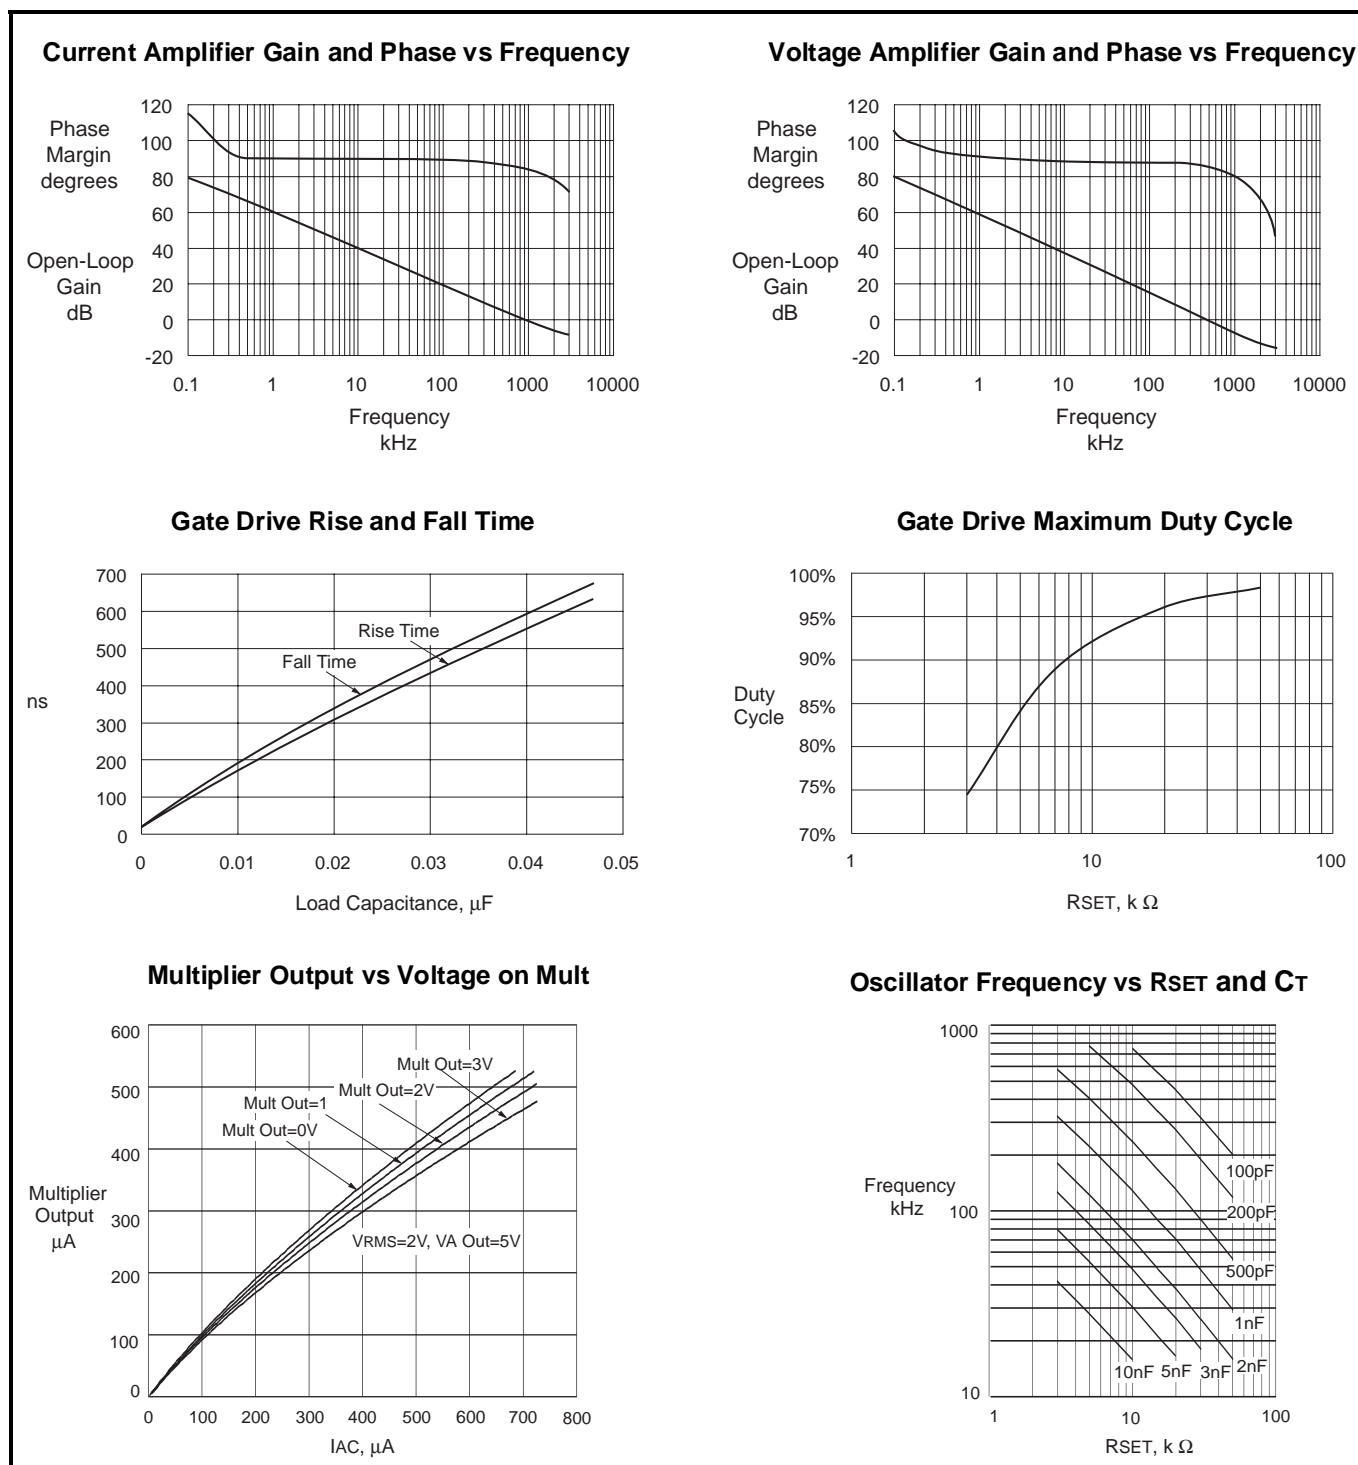 Current Amplifier Gain and Phase vs Frequency
120
100
80
60
40
20
0
-20
Phase
Margin
degrees
Open-Loop
Gain
dB
0.1 1 10 100 1000 10000
Frequency
kHz
Voltage Amplifier Gain and Phase vs Frequency
120
100
80
60
40
20
0
-20
Phase
Margin
degrees
Open-Loop
Gain
dB
0.1 1 10 100 1000 10000
Frequency
kHz
Gate Drive Rise and Fall Time
700
600
500
400
300
200
100
0
ns
Rise Time
Fall Time
0 0.01 0.02 0.03 0.04 0.05
Load Capacitance, μF
Gate Drive Maximum Duty Cycle
100%
95%
90%
85%
80%
75%
70%
Duty
Cycle
1 10 100
RSET, k Ω
Multiplier Output vs Voltage on Mult
600
500
400
300
200
100
0
Multiplier
Output
μA
Mult Out=3V
Mult Out=2V
Mult Out=1
Mult Out=0V
VRMS=2V, VA Out=5V
0 100 200 300 400 500 600 700 800
IAC, μA
Oscillator Frequency vs RSET and CT
1000
100
10
Frequency
kHz
100pF
200pF
500pF
1nF
10nF 5nF 3nF 2nF
1 10 100
RSET, k Ω